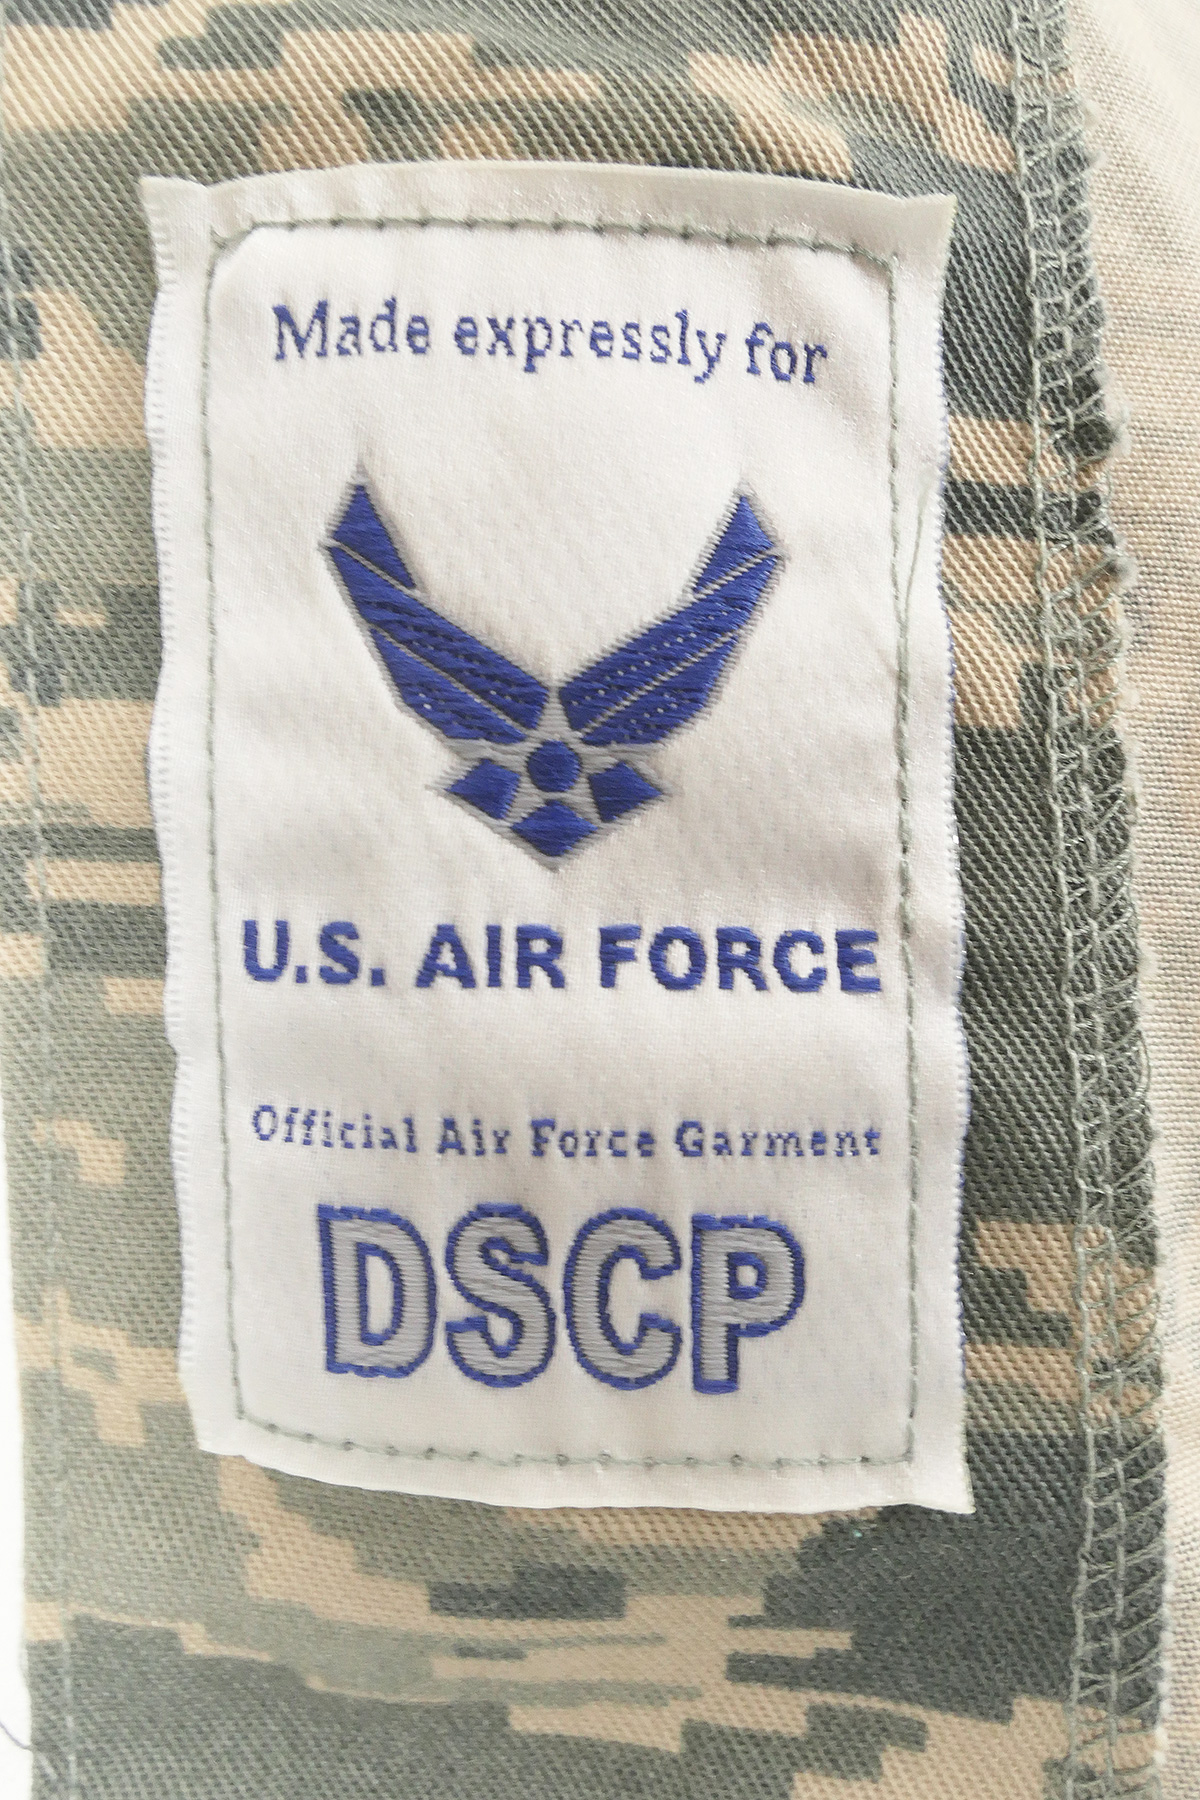 Made expressly for
U.S. AIR FORCE
Official Air Force Garment
DSCP